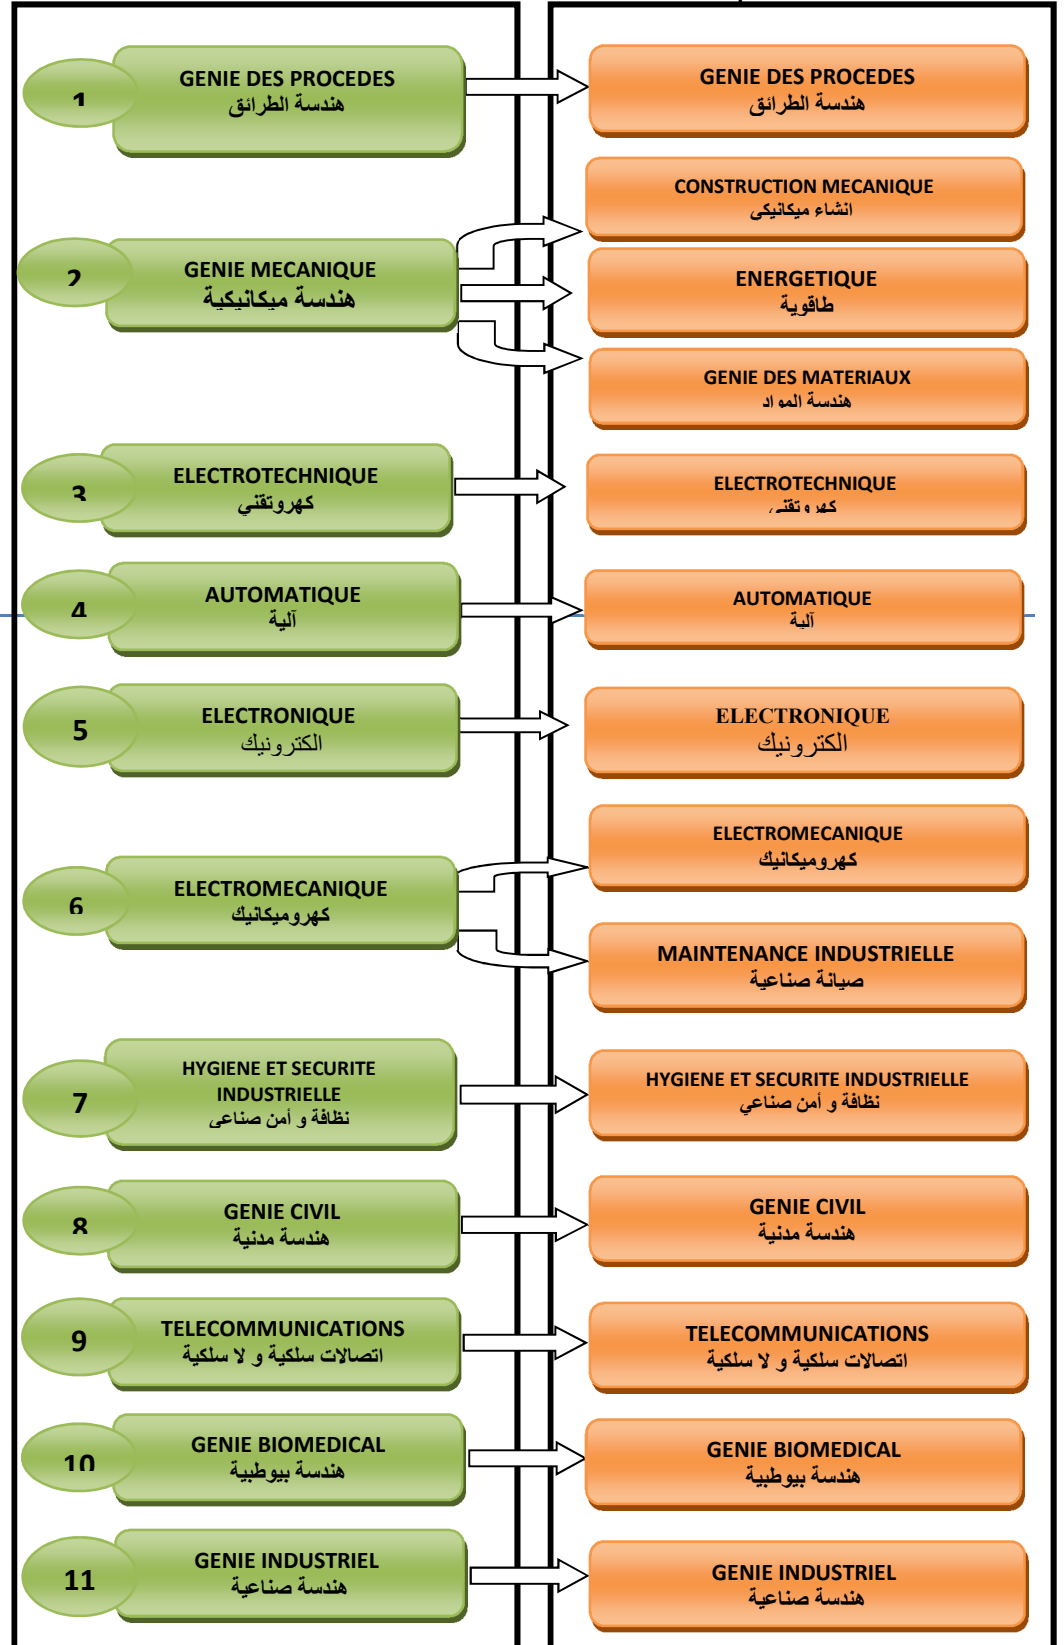 1
GENIE DES PROCEDES
هندسة الطرائق
GENIE DES PROCEDES
هندسة الطرائق
2
GENIE MECANIQUE
هندسة ميكانيكية
CONSTRUCTION MECANIQUE
انشاء ميكانيكي
ENERGETIQUE
طاقوية
GENIE DES MATERIAUX
هندسة المواد
3
ELECTROTECHNIQUE
كهروتقني
ELECTROTECHNIQUE
كهروتقني
4
AUTOMATIQUE
آلية
AUTOMATIQUE
آلية
5
ELECTRONIQUE
الكترونيك
ELECTRONIQUE
الكترونيك
6
ELECTROMECANIQUE
كهروميكانيك
ELECTROMECANIQUE
كهروميكانيك
MAINTENANCE INDUSTRIELLE
صيانة صناعية
7
HYGIENE ET SECURITE
INDUSTRIELLE
نظافة و أمن صناعي
HYGIENE ET SECURITE INDUSTRIELLE
نظافة و أمن صناعي
8
GENIE CIVIL
هندسة مدنية
GENIE CIVIL
هندسة مدنية
9
TELECOMMUNICATIONS
اتصالات سلكية و لا سلكية
TELECOMMUNICATIONS
اتصالات سلكية و لا سلكية
10
GENIE BIOMEDICAL
هندسة بيوطبية
GENIE BIOMEDICAL
هندسة بيوطبية
11
GENIE INDUSTRIEL
هندسة صناعية
GENIE INDUSTRIEL
هندسة صناعية